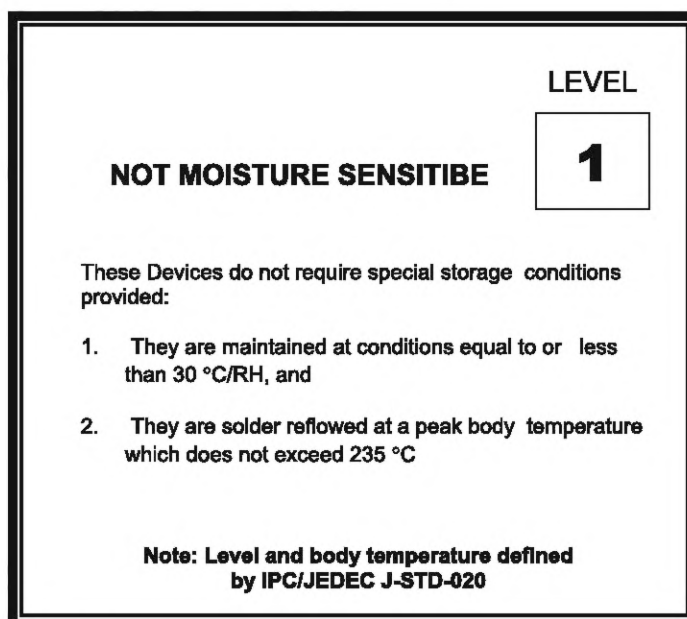 LEVEL
1
NOT MOISTURE SENSITIBE
These Devices do not require special storage conditions
provided:
1. They are maintained at conditions equal to or less
than 30 °C/RH, and
2. They are solder reflowed at a peak body temperature
which does not exceed 235 °C
Note: Level and body temperature defined
by IPC/JEDEC J-STD-020